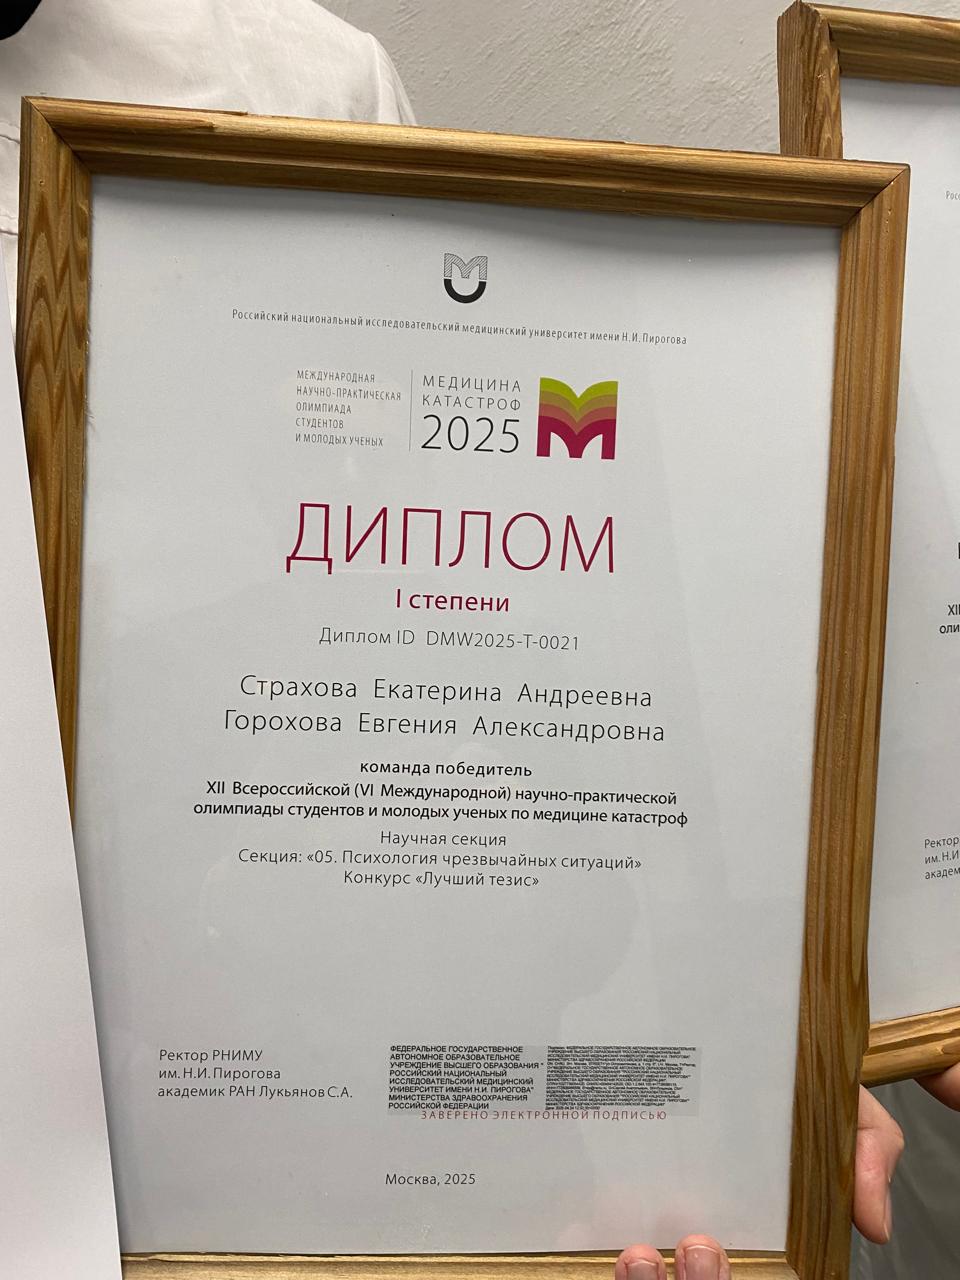 Российский национальный исследовательский медицинский университет имени Н.И.Пирогова
МЕЖДУНАРОДНАЯ
НАУЧНО-ПРАКТИЧЕСКАЯ
ОЛИМПИАДА
СТУДЕНТОВ
И МОЛОДЫХ УЧЕНЫХ
МЕДИЦИНА
КАТАСТРОФ
2025
ДИПЛОМ
I степени
Диплом ID DMW2025-T-0021
Страхова Екатерина Андреевна
Горохова Евгения Александровна
команда победитель
XII Всероссийской (VI Международной) научно-практической
олимпиады студентов и молодых ученых по медицине катастроф
Научная секция
Секция: «05. Психология чрезвычайных ситуаций»
Конкурс «Лучший тезис»
Ректор РНИМУ
им. Н.И. Пирогова
академик РАН Лукьянов С.А.
ФЕДЕРАЛЬНОЕ ГОСУДАРСТВЕННОЕ
АВТОНОМНОЕ ОБРАЗОВАТЕЛЬНОЕ
УЧРЕЖДЕНИЕ ВЫСШЕГО ОБРАЗОВАНИЯ "
РОССИЙСКИЙ НАЦИОНАЛЬНЫЙ
ИССЛЕДОВАТЕЛЬСКИЙ МЕДИЦИНСКИЙ
УНИВЕРСИТЕТ ИМЕНИ Н.И. ПИРОГОВА"
МИНИСТЕРСТВА ЗДРАВООХРАНЕНИЯ
РОССИЙСКОЙ ФЕДЕРАЦИИ
ЗАВЕРЕНО ЭЛЕКТРОННОЙ ПОДПИСЬЮ
Москва, 2025
XII
Ректор
им. Н.И
академ